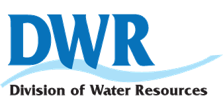 DWR
Division of Water Resources